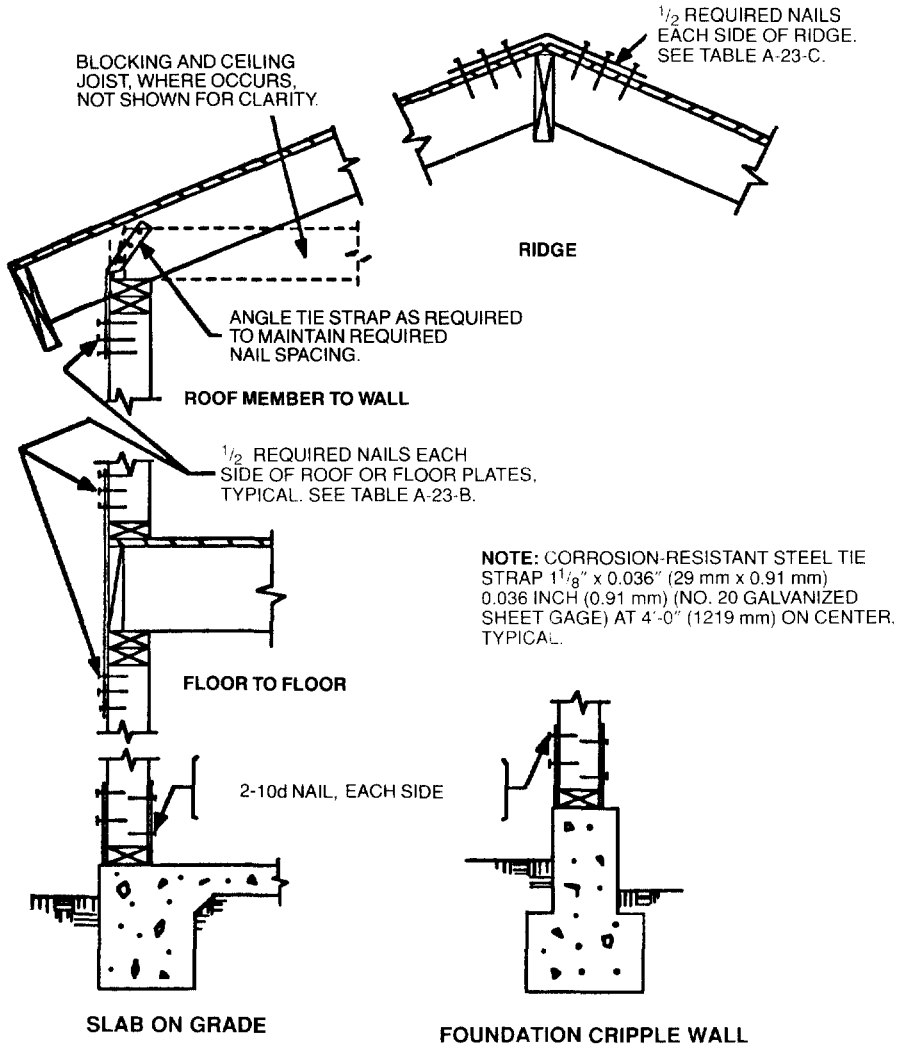 1/2 REQUIRED NAILS
EACH SIDE OF RIDGE.
SEE TABLE A-23-C.
BLOCKING AND CEILING
JOIST, WHERE OCCURS,
NOT SHOWN FOR CLARITY.
RIDGE
ANGLE TIE STRAP AS REQUIRED
TO MAINTAIN REQUIRED
NAIL SPACING.
ROOF MEMBER TO WALL
1/2 REQUIRED NAILS EACH
SIDE OF ROOF OR FLOOR PLATES,
TYPICAL. SEE TABLE A-23-B.
NOTE: CORROSION-RESISTANT STEEL TIE
STRAP 1 1/8" x 0.036" (29 mm x 0.91 mm)
0.036 INCH (0.91 mm) (NO. 20 GALVANIZED
SHEET GAGE) AT 4'-0" (1219 mm) ON CENTER,
TYPICAL.
FLOOR TO FLOOR
2-10d NAIL, EACH SIDE
SLAB ON GRADE
FOUNDATION CRIPPLE WALL